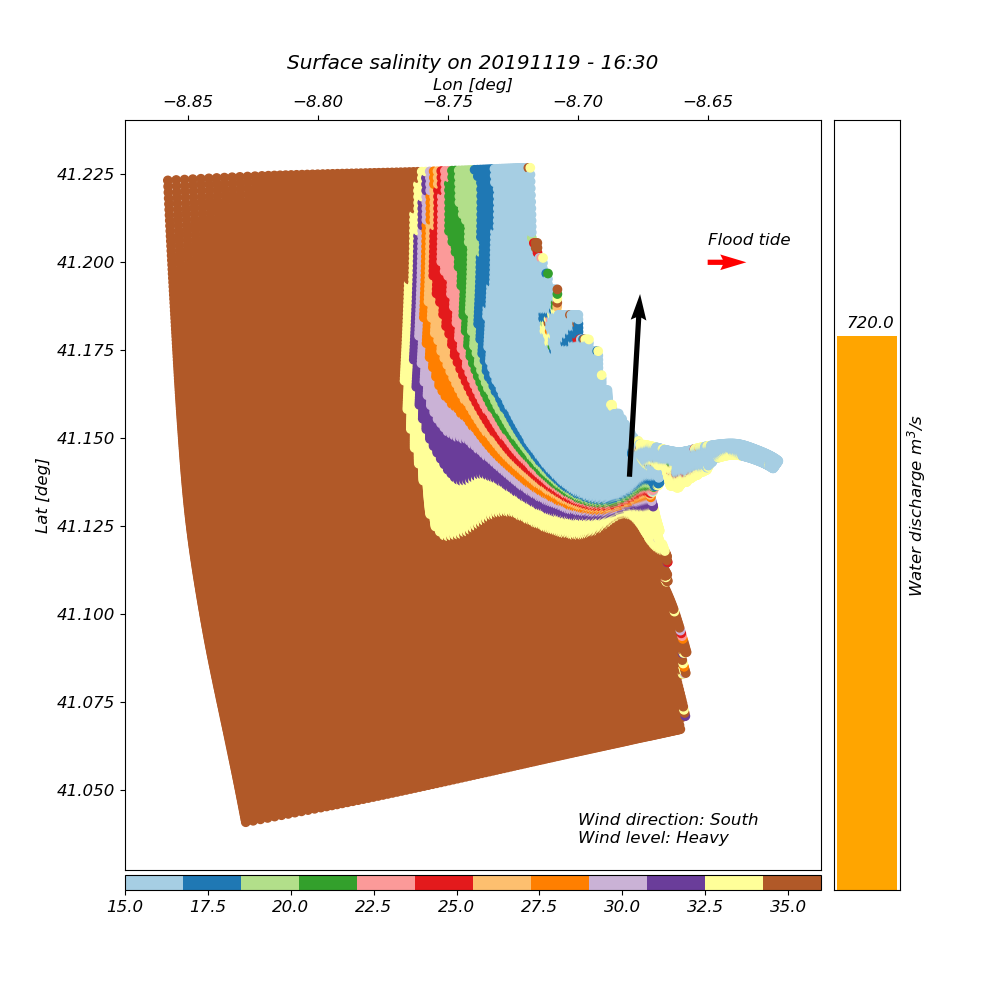 Surface salinity on 20191119 - 16:30
Lon [deg]
−8.85 −8.80 −8.75 −8.70 −8.65
41.225
41.200
41.175
41.150
41.125
41.100
41.075
41.050
Lat [deg]
Flood tide
720.0
Water discharge m³/s
Wind direction: South
Wind level: Heavy
15.0 17.5 20.0 22.5 25.0 27.5 30.0 32.5 35.0